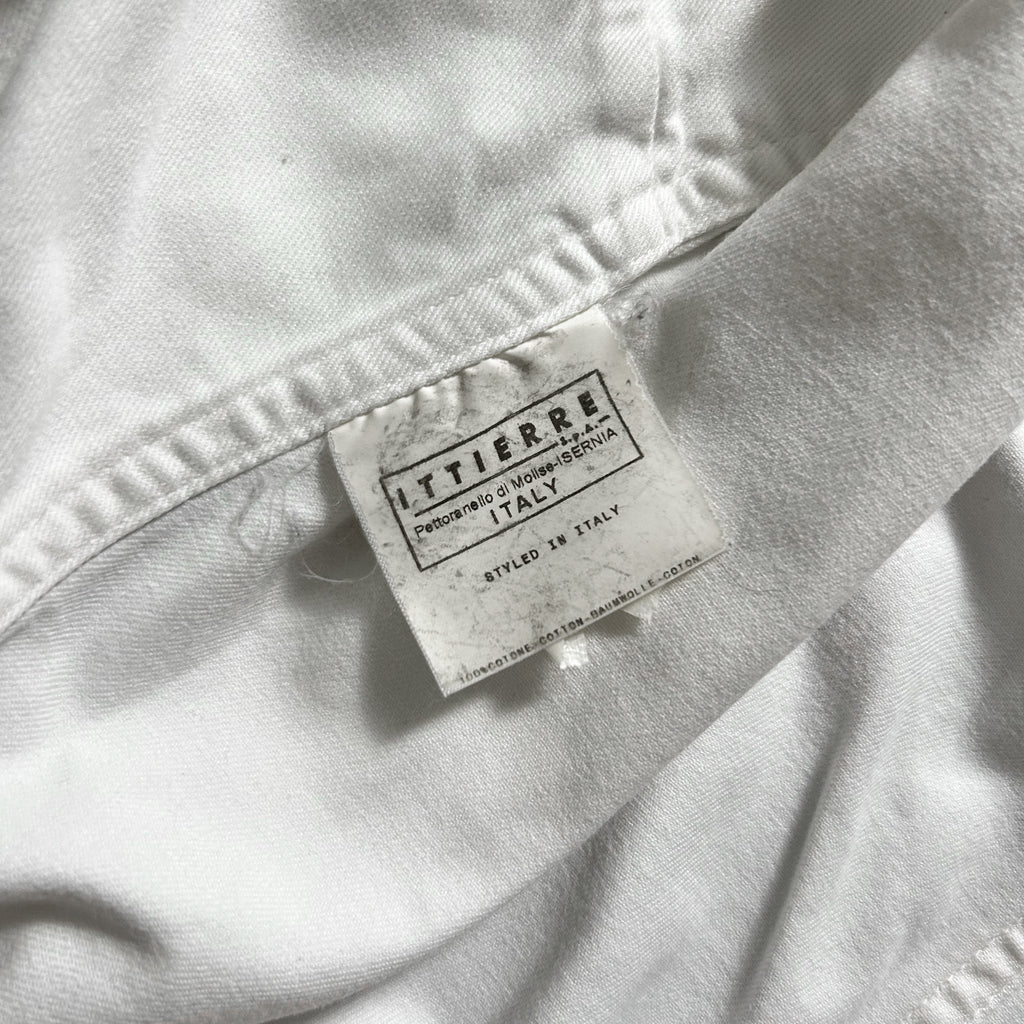 ITTIERRE
S.p.A.
Pettoranello di Molise-ISERNIA
ITALY
STYLED IN ITALY
100%COTONE-COTTON-BAUMWOLLE-COTON